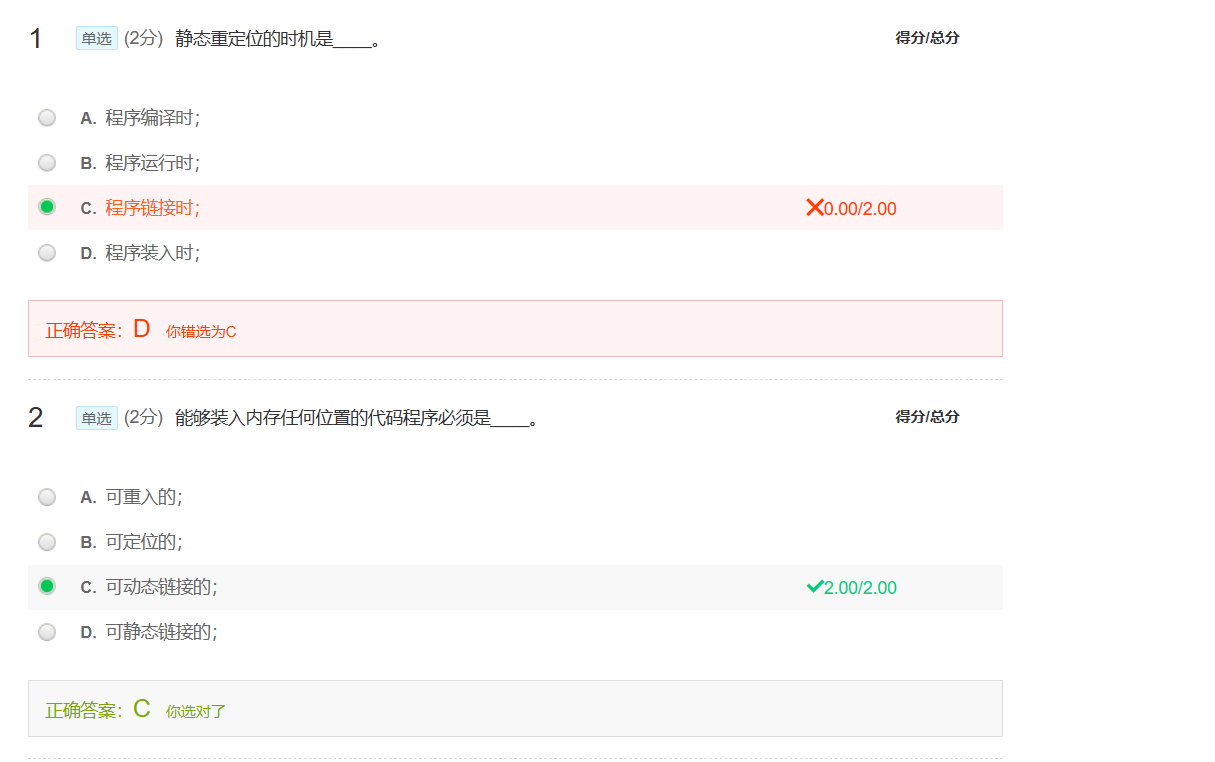 1 单选 (2分) 静态重定位的时机是____。 得分/总分
A. 程序编译时；
B. 程序运行时；
C. 程序链接时； 0.00/2.00
D. 程序装入时；
正确答案：D 你错选为C
2 单选 (2分) 能够装入内存任何位置的代码程序必须是____。 得分/总分
A. 可重入的；
B. 可定位的；
C. 可动态链接的； 2.00/2.00
D. 可静态链接的；
正确答案：C 你选对了